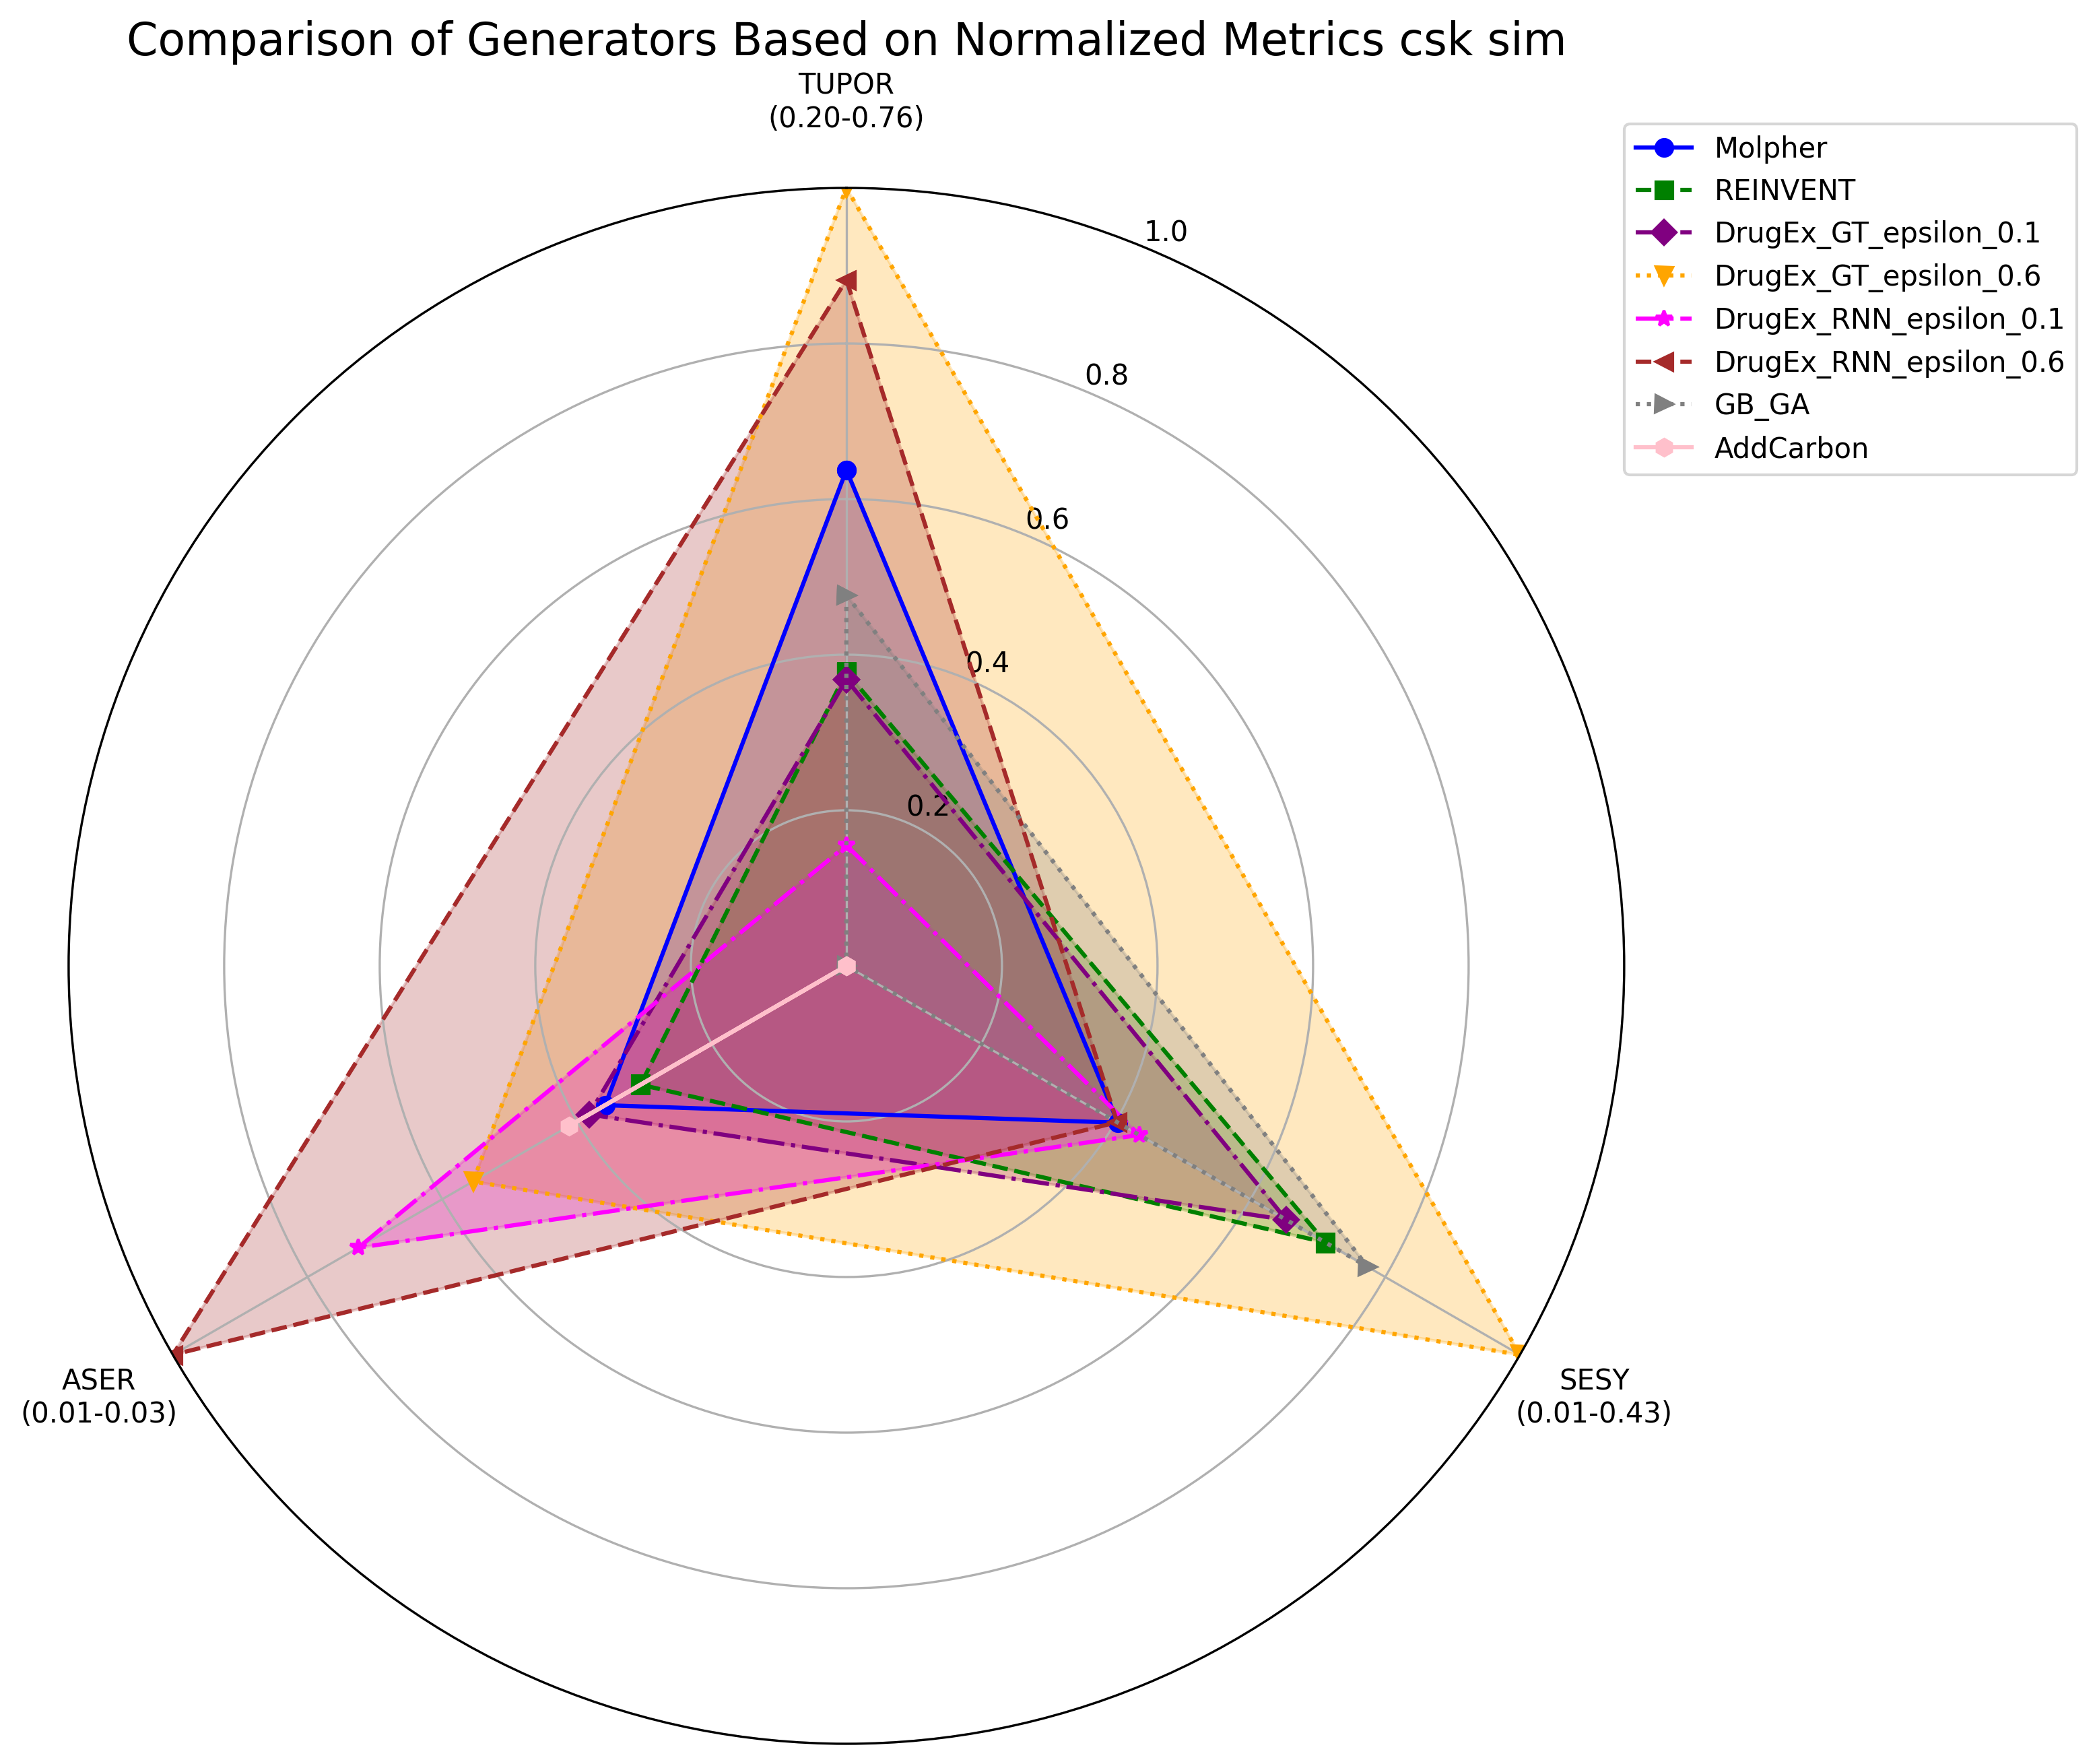 Comparison of Generators Based on Normalized Metrics csk sim
TUPOR
(0.20-0.76)
Molpher
REINVENT
DrugEx_GT_epsilon_0.1
DrugEx_GT_epsilon_0.6
DrugEx_RNN_epsilon_0.1
DrugEx_RNN_epsilon_0.6
GB_GA
AddCarbon
1.0
0.8
0.6
0.4
0.2
ASER
(0.01-0.03)
SESY
(0.01-0.43)